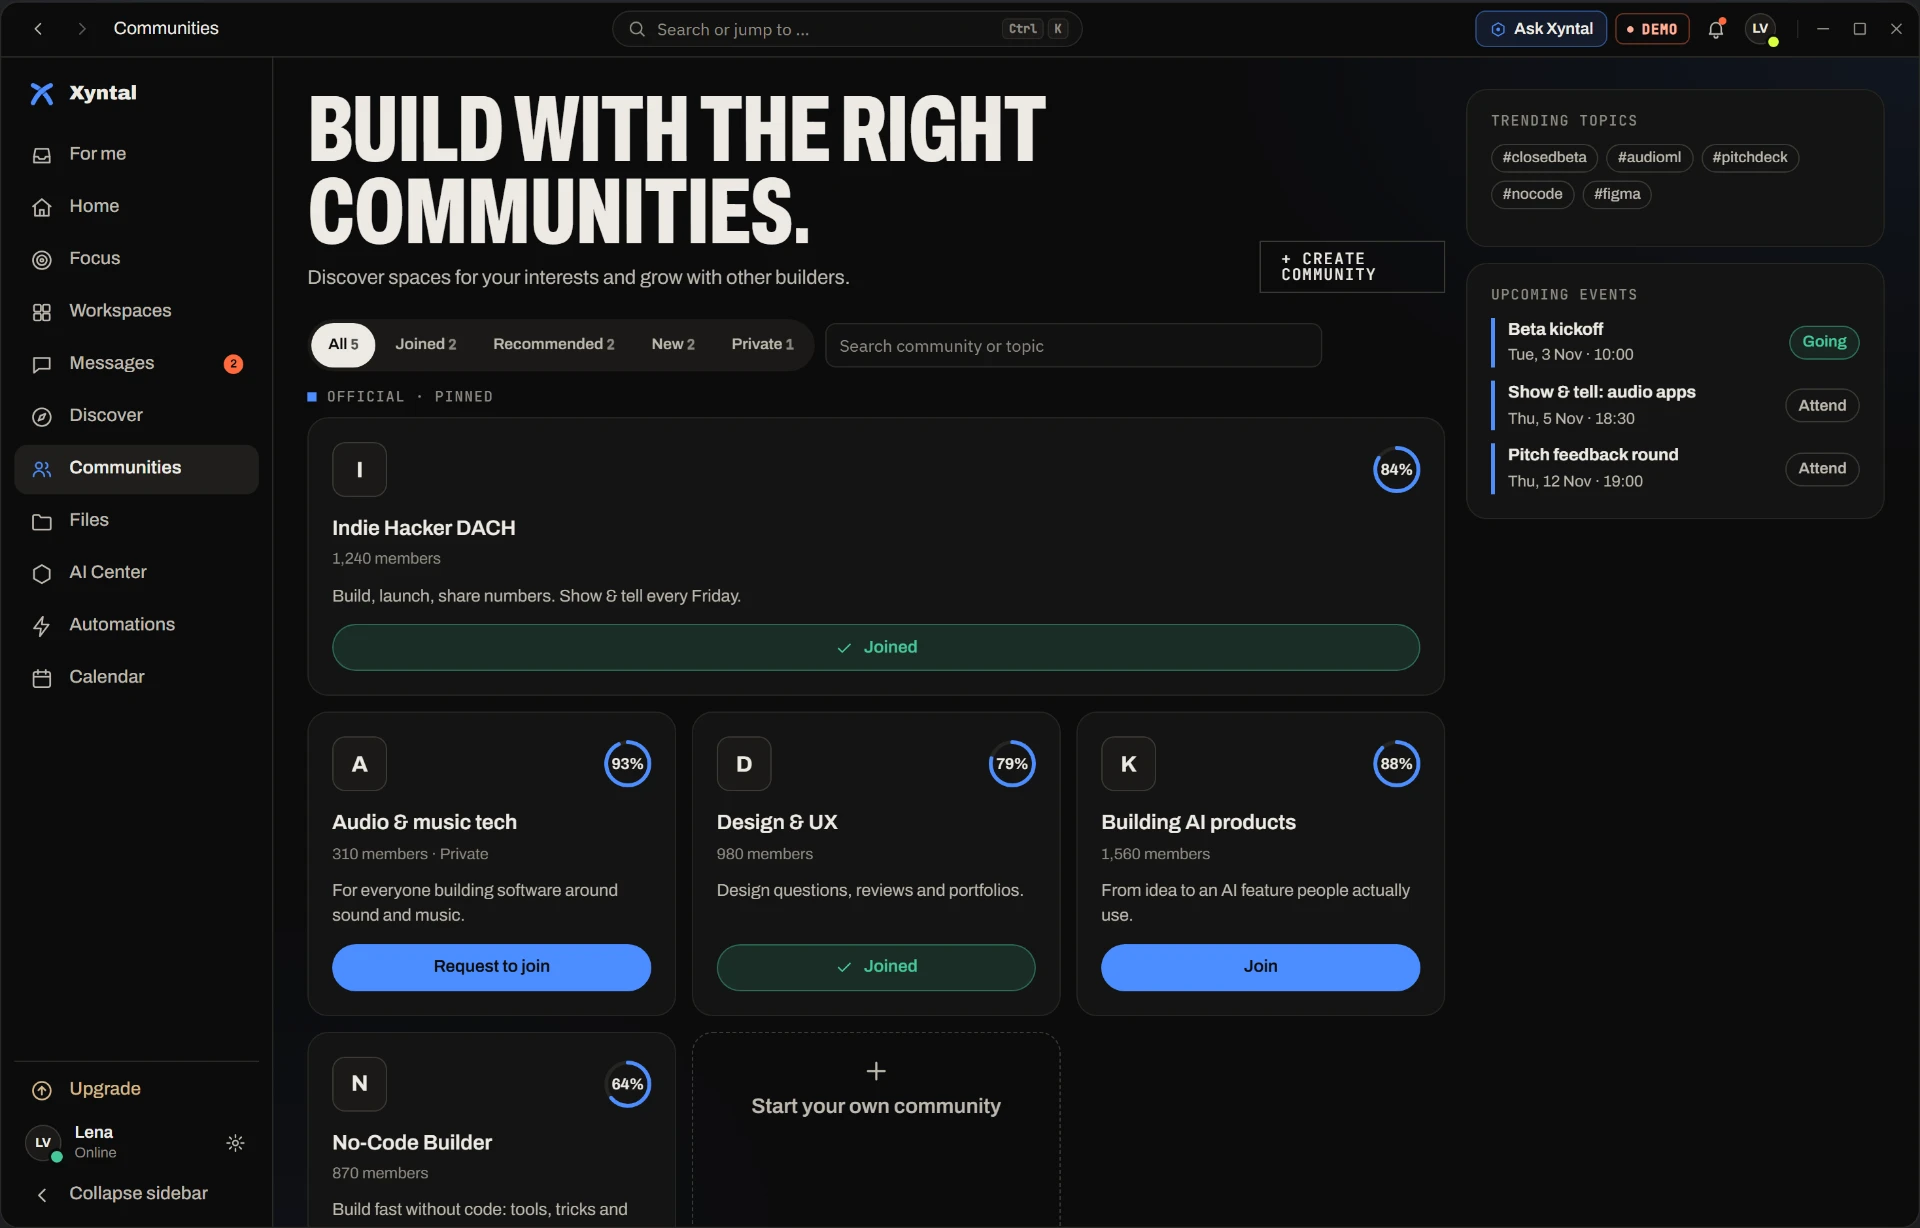 Communities
Search or jump to ...
Ctrl K
Ask Xyntal
DEMO
LV
Xyntal
For me
Home
Focus
Workspaces
Messages
2
Discover
Communities
Files
AI Center
Automations
Calendar
Upgrade
LV
Lena
Online
Collapse sidebar
BUILD WITH THE RIGHT
COMMUNITIES.
Discover spaces for your interests and grow with other builders.
+ CREATE
COMMUNITY
All 5
Joined 2
Recommended 2
New 2
Private 1
Search community or topic
OFFICIAL · PINNED
I
84%
Indie Hacker DACH
1,240 members
Build, launch, share numbers. Show & tell every Friday.
Joined
A
93%
Audio & music tech
310 members · Private
For everyone building software around
sound and music.
Request to join
D
79%
Design & UX
980 members
Design questions, reviews and portfolios.
Joined
K
88%
Building AI products
1,560 members
From idea to an AI feature people actually
use.
Join
N
64%
No-Code Builder
870 members
Build fast without code: tools, tricks and
Start your own community
TRENDING TOPICS
#closedbeta
#audioml
#pitchdeck
#nocode
#figma
UPCOMING EVENTS
Beta kickoff
Tue, 3 Nov · 10:00
Going
Show & tell: audio apps
Thu, 5 Nov · 18:30
Attend
Pitch feedback round
Thu, 12 Nov · 19:00
Attend